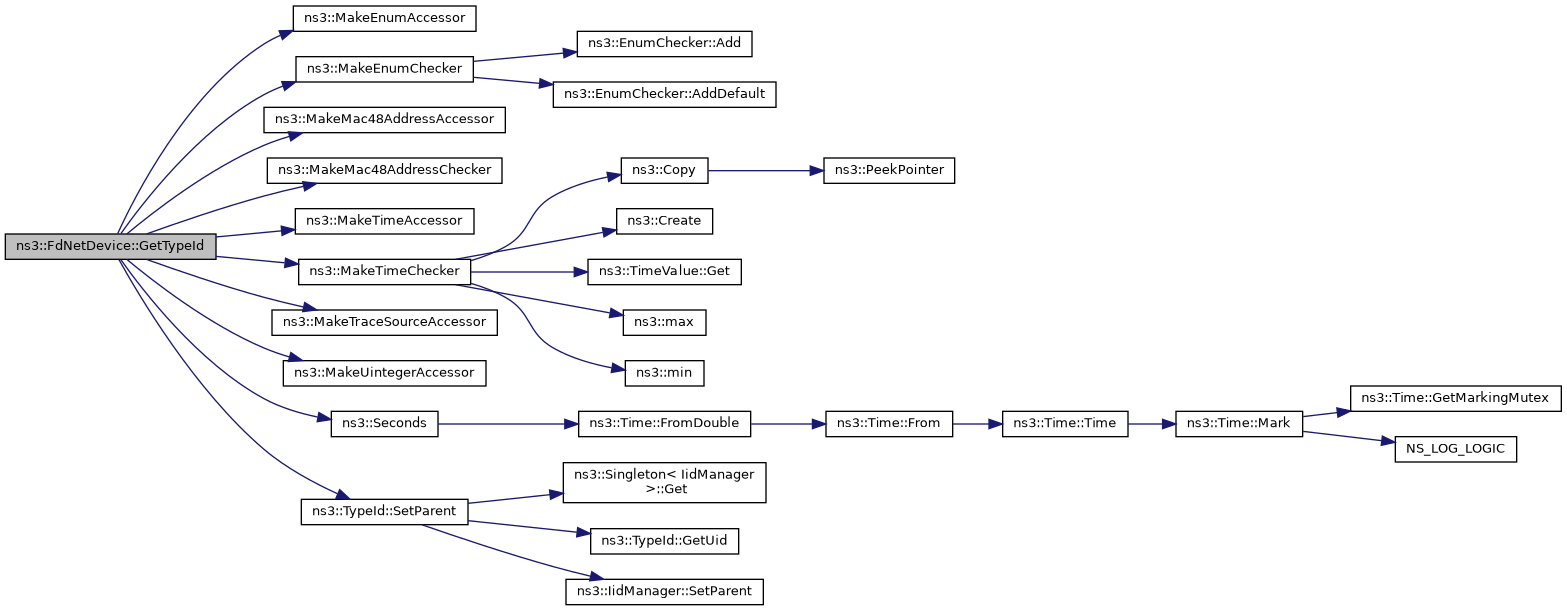 ns3::MakeEnumAccessor
ns3::EnumChecker::Add
ns3::MakeEnumChecker
ns3::EnumChecker::AddDefault
ns3::MakeMac48AddressAccessor
ns3::MakeMac48AddressChecker
ns3::Copy
ns3::PeekPointer
ns3::MakeTimeAccessor
ns3::Create
ns3::FdNetDevice::GetTypeId
ns3::MakeTimeChecker
ns3::TimeValue::Get
ns3::MakeTraceSourceAccessor
ns3::max
ns3::MakeUintegerAccessor
ns3::min
ns3::Time::GetMarkingMutex
ns3::Seconds
ns3::Time::FromDouble
ns3::Time::From
ns3::Time::Time
ns3::Time::Mark
NS_LOG_LOGIC
ns3::Singleton< IidManager
>::Get
ns3::TypeId::SetParent
ns3::TypeId::GetUid
ns3::IidManager::SetParent